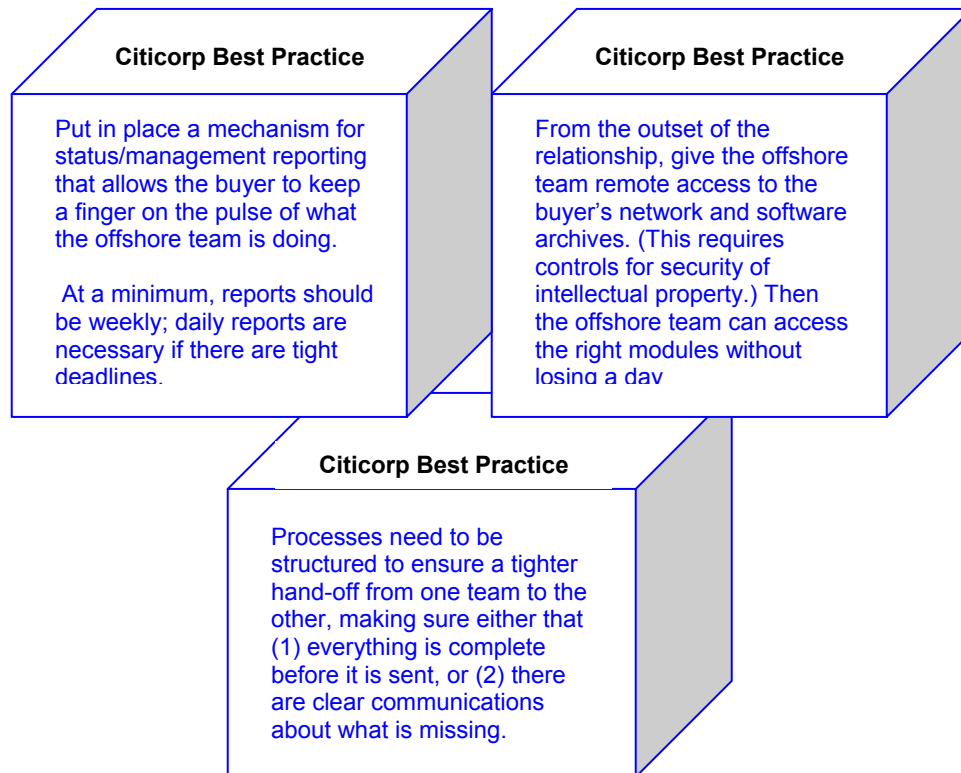 Citicorp Best Practice
Put in place a mechanism for
status/management reporting
that allows the buyer to keep
a finger on the pulse of what
the offshore team is doing.
At a minimum, reports should
be weekly; daily reports are
necessary if there are tight
deadlines.
Citicorp Best Practice
From the outset of the
relationship, give the offshore
team remote access to the
buyer's network and software
archives. (This requires
controls for security of
intellectual property.) Then
the offshore team can access
the right modules without
losing a day
Citicorp Best Practice
Processes need to be
structured to ensure a tighter
hand-off from one team to the
other, making sure either that
(1) everything is complete
before it is sent, or (2) there
are clear communications
about what is missing.